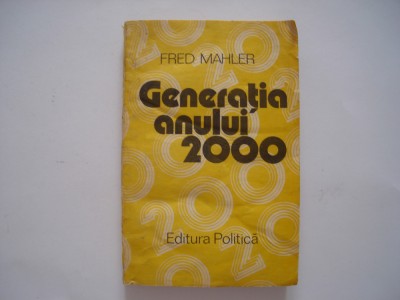 FRED MAHLER
Generația
anului
2000
Editura Politică